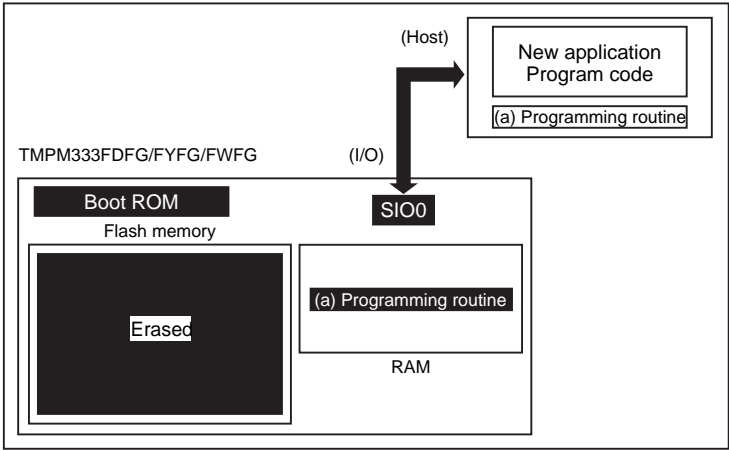 (Host)
New application
Program code
(a) Programming routine
TMPM333FDFG/FYFG/FWFG
(I/O)
Boot ROM
SIO0
Flash memory
(a) Programming routine
Erased
RAM